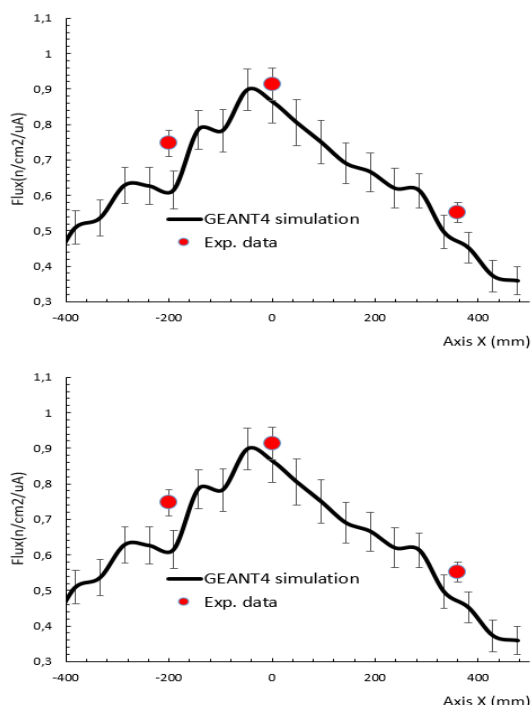 1,1
1
0,9
0,8
0,7
0,6
0,5
0,4
0,3
Flux(n/cm2/uA)
GEANT4 simulation
Exp. data
-400 -200 0 200 400
Axis X (mm)
1,1
1
0,9
0,8
0,7
0,6
0,5
0,4
0,3
Flux(n/cm2/uA)
GEANT4 simulation
Exp. data
-400 -200 0 200 400
Axis X (mm)